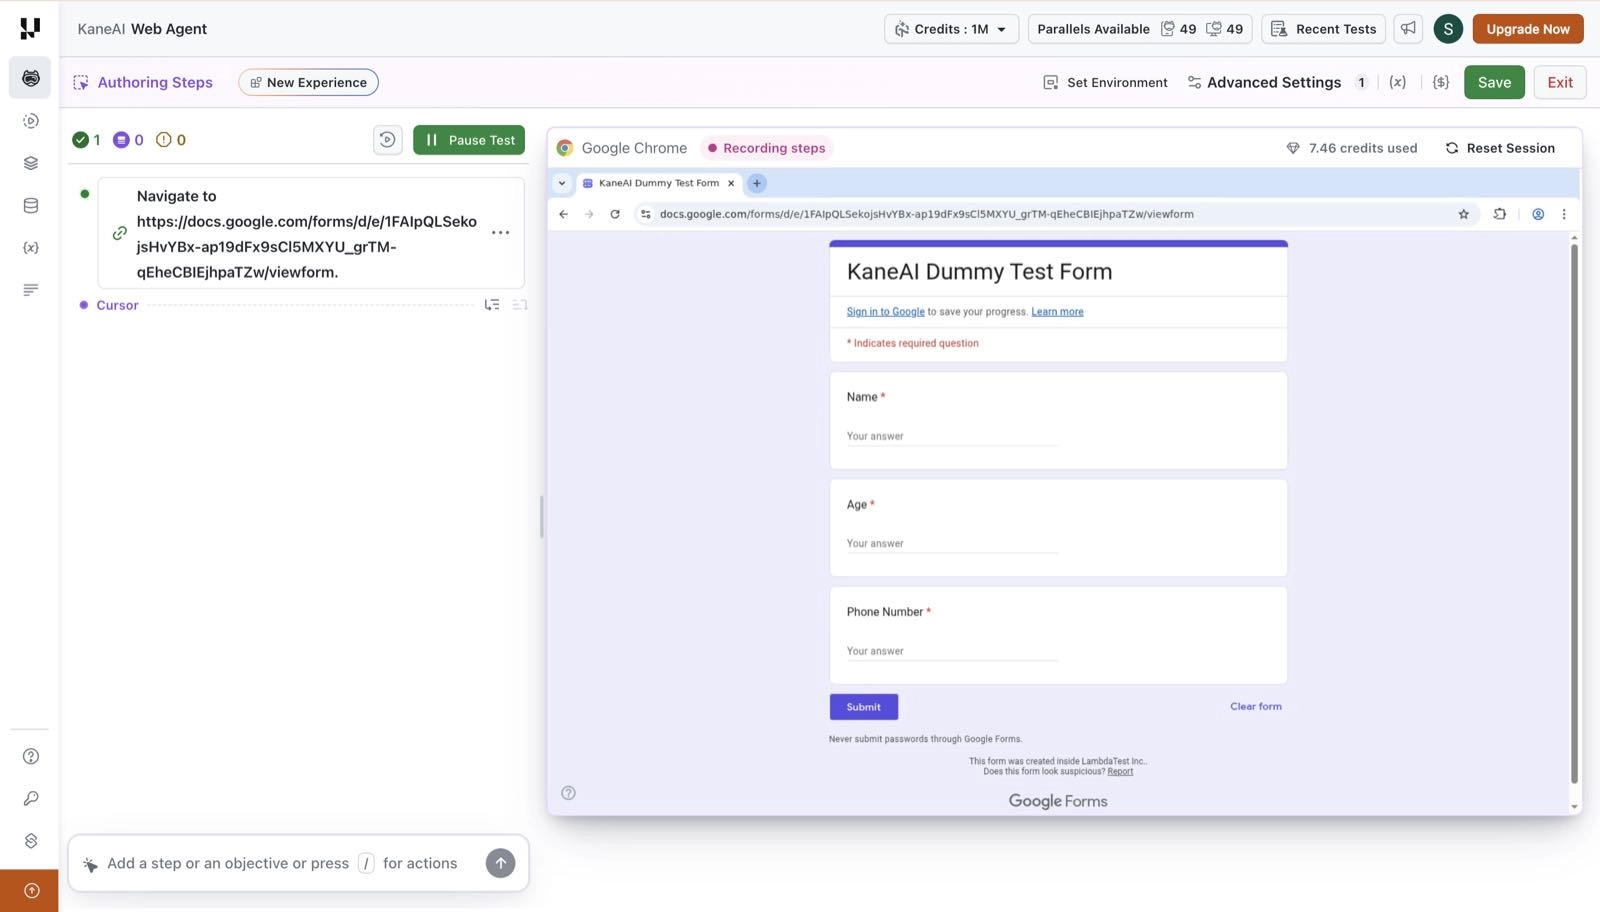 KaneAI Web Agent
Credits : 1M
Parallels Available 49 49
Recent Tests
S
Upgrade Now
Authoring Steps
New Experience
Set Environment
Advanced Settings 1
(x)
{$}
Save
Exit
1 0 0
Pause Test
Navigate to
https://docs.google.com/forms/d/e/1FAIpQLSeko
jsHvYBx-ap19dFx9sCl5MXYU_grTM-
qEheCBIEjhpaTZw/viewform.
Cursor
Add a step or an objective or press / for actions
Google Chrome
Recording steps
7.46 credits used
Reset Session
KaneAI Dummy Test Form
docs.google.com/forms/d/e/1FAIpQLSekojsHvYBx-ap19dFx9sCl5MXYU_grTM-qEheCBIEjhpaTZw/viewform
KaneAI Dummy Test Form
Sign in to Google to save your progress. Learn more
* Indicates required question
Name *
Your answer
Age *
Your answer
Phone Number *
Your answer
Submit
Clear form
Never submit passwords through Google Forms.
This form was created inside LambdaTest Inc..
Does this form look suspicious? Report
Google Forms